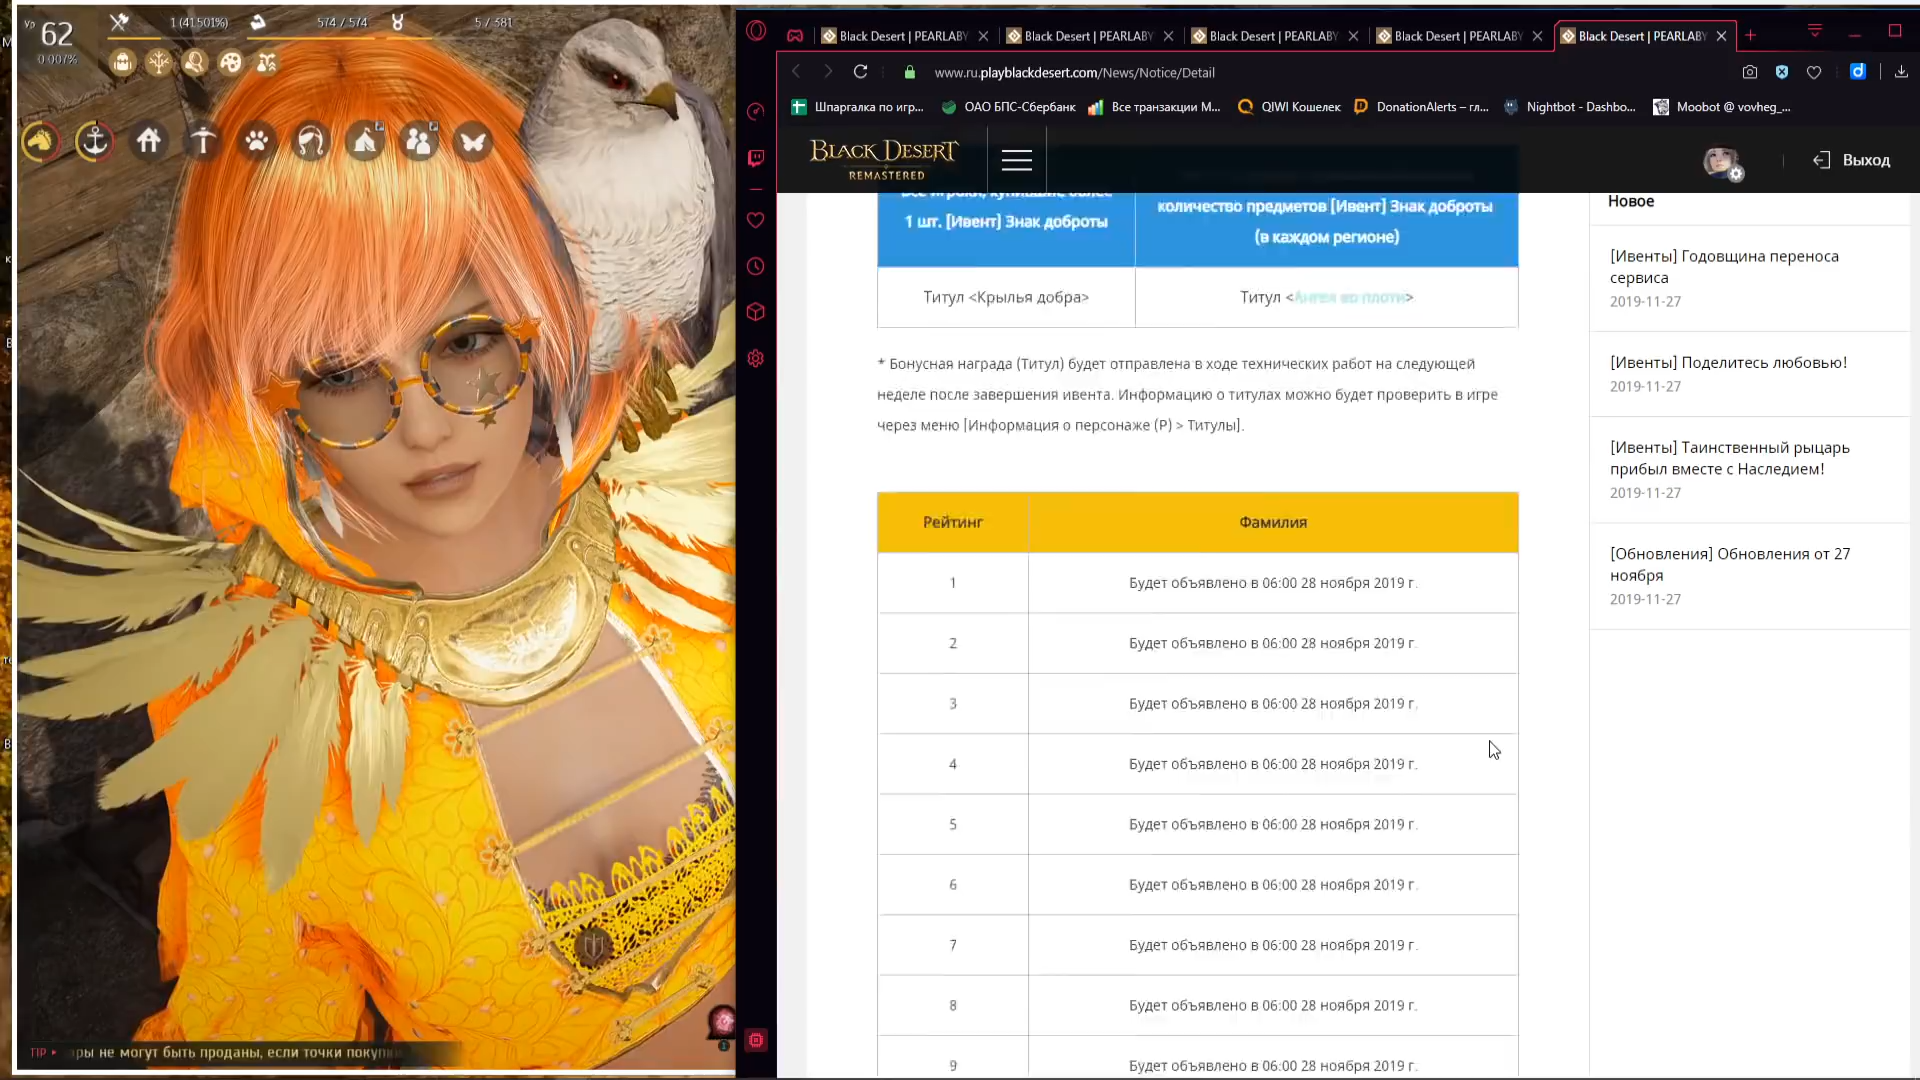 Ур 62
0.007%
1 (41.501%)
574 / 574
5 / 381
Black Desert | PEARLABY
Black Desert | PEARLABY
Black Desert | PEARLABY
Black Desert | PEARLABY
Black Desert | PEARLABY
www.ru.playblackdesert.com/News/Notice/Detail
Шпаргалка по игр...
ОАО БПС-Сбербанк
Все транзакции М...
QIWI Кошелек
DonationAlerts – гл...
Nightbot - Dashbo...
Moobot @ vovheg_...
BLACK DESERT
REMASTERED
Выход
1 шт. [Ивент] Знак доброты
количество предметов [Ивент] Знак доброты
(в каждом регионе)
Титул <Крылья добра>
Титул <Ангел во плоти>
* Бонусная награда (Титул) будет отправлена в ходе технических работ на следующей
неделе после завершения ивента. Информацию о титулах можно будет проверить в игре
через меню [Информация о персонаже (P) > Титулы].
Рейтинг
Фамилия
1 Будет объявлено в 06:00 28 ноября 2019 г.
2 Будет объявлено в 06:00 28 ноября 2019 г.
3 Будет объявлено в 06:00 28 ноября 2019 г.
4 Будет объявлено в 06:00 28 ноября 2019 г.
5 Будет объявлено в 06:00 28 ноября 2019 г.
6 Будет объявлено в 06:00 28 ноября 2019 г.
7 Будет объявлено в 06:00 28 ноября 2019 г.
8 Будет объявлено в 06:00 28 ноября 2019 г.
9 Будет объявлено в 06:00 28 ноября 2019 г.
Новое
[Ивенты] Годовщина переноса
сервиса
2019-11-27
[Ивенты] Поделитесь любовью!
2019-11-27
[Ивенты] Таинственный рыцарь
прибыл вместе с Наследием!
2019-11-27
[Обновления] Обновления от 27
ноября
2019-11-27
TIP ▸ ары не могут быть проданы, если точки